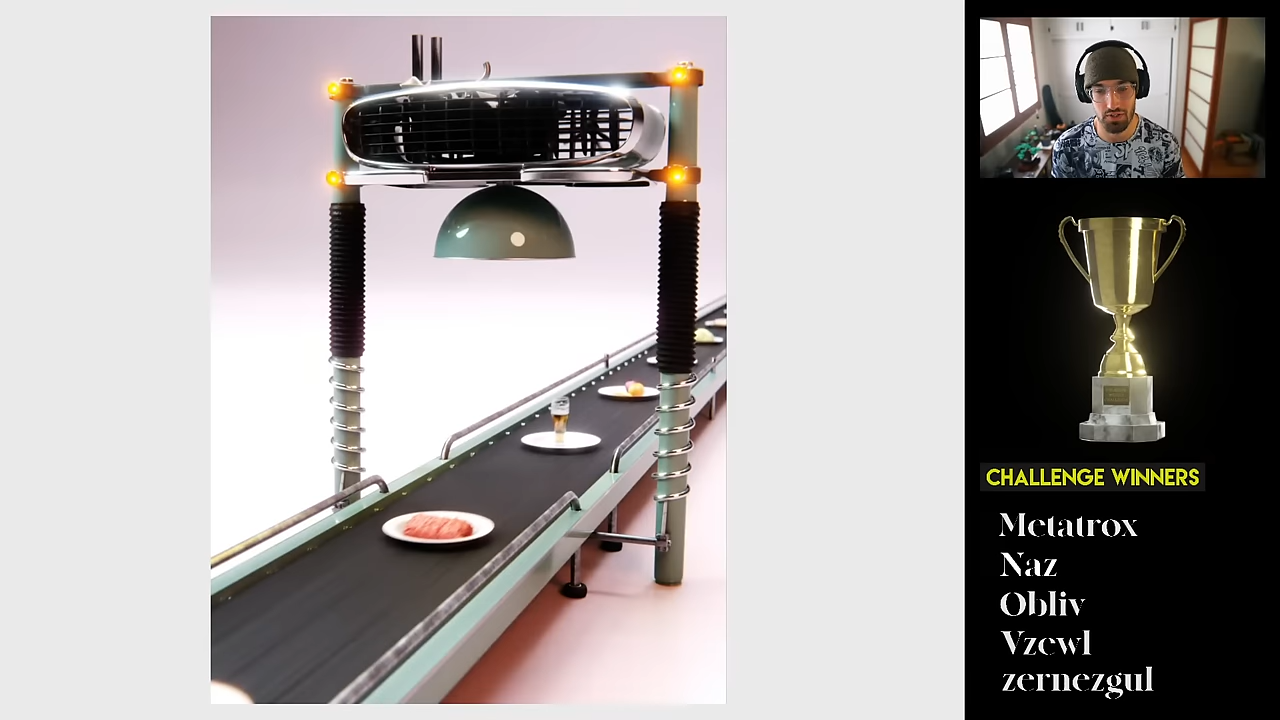 CHALLENGE WINNERS
Metatrox
Naz
Obliv
Vzewl
zernezgul